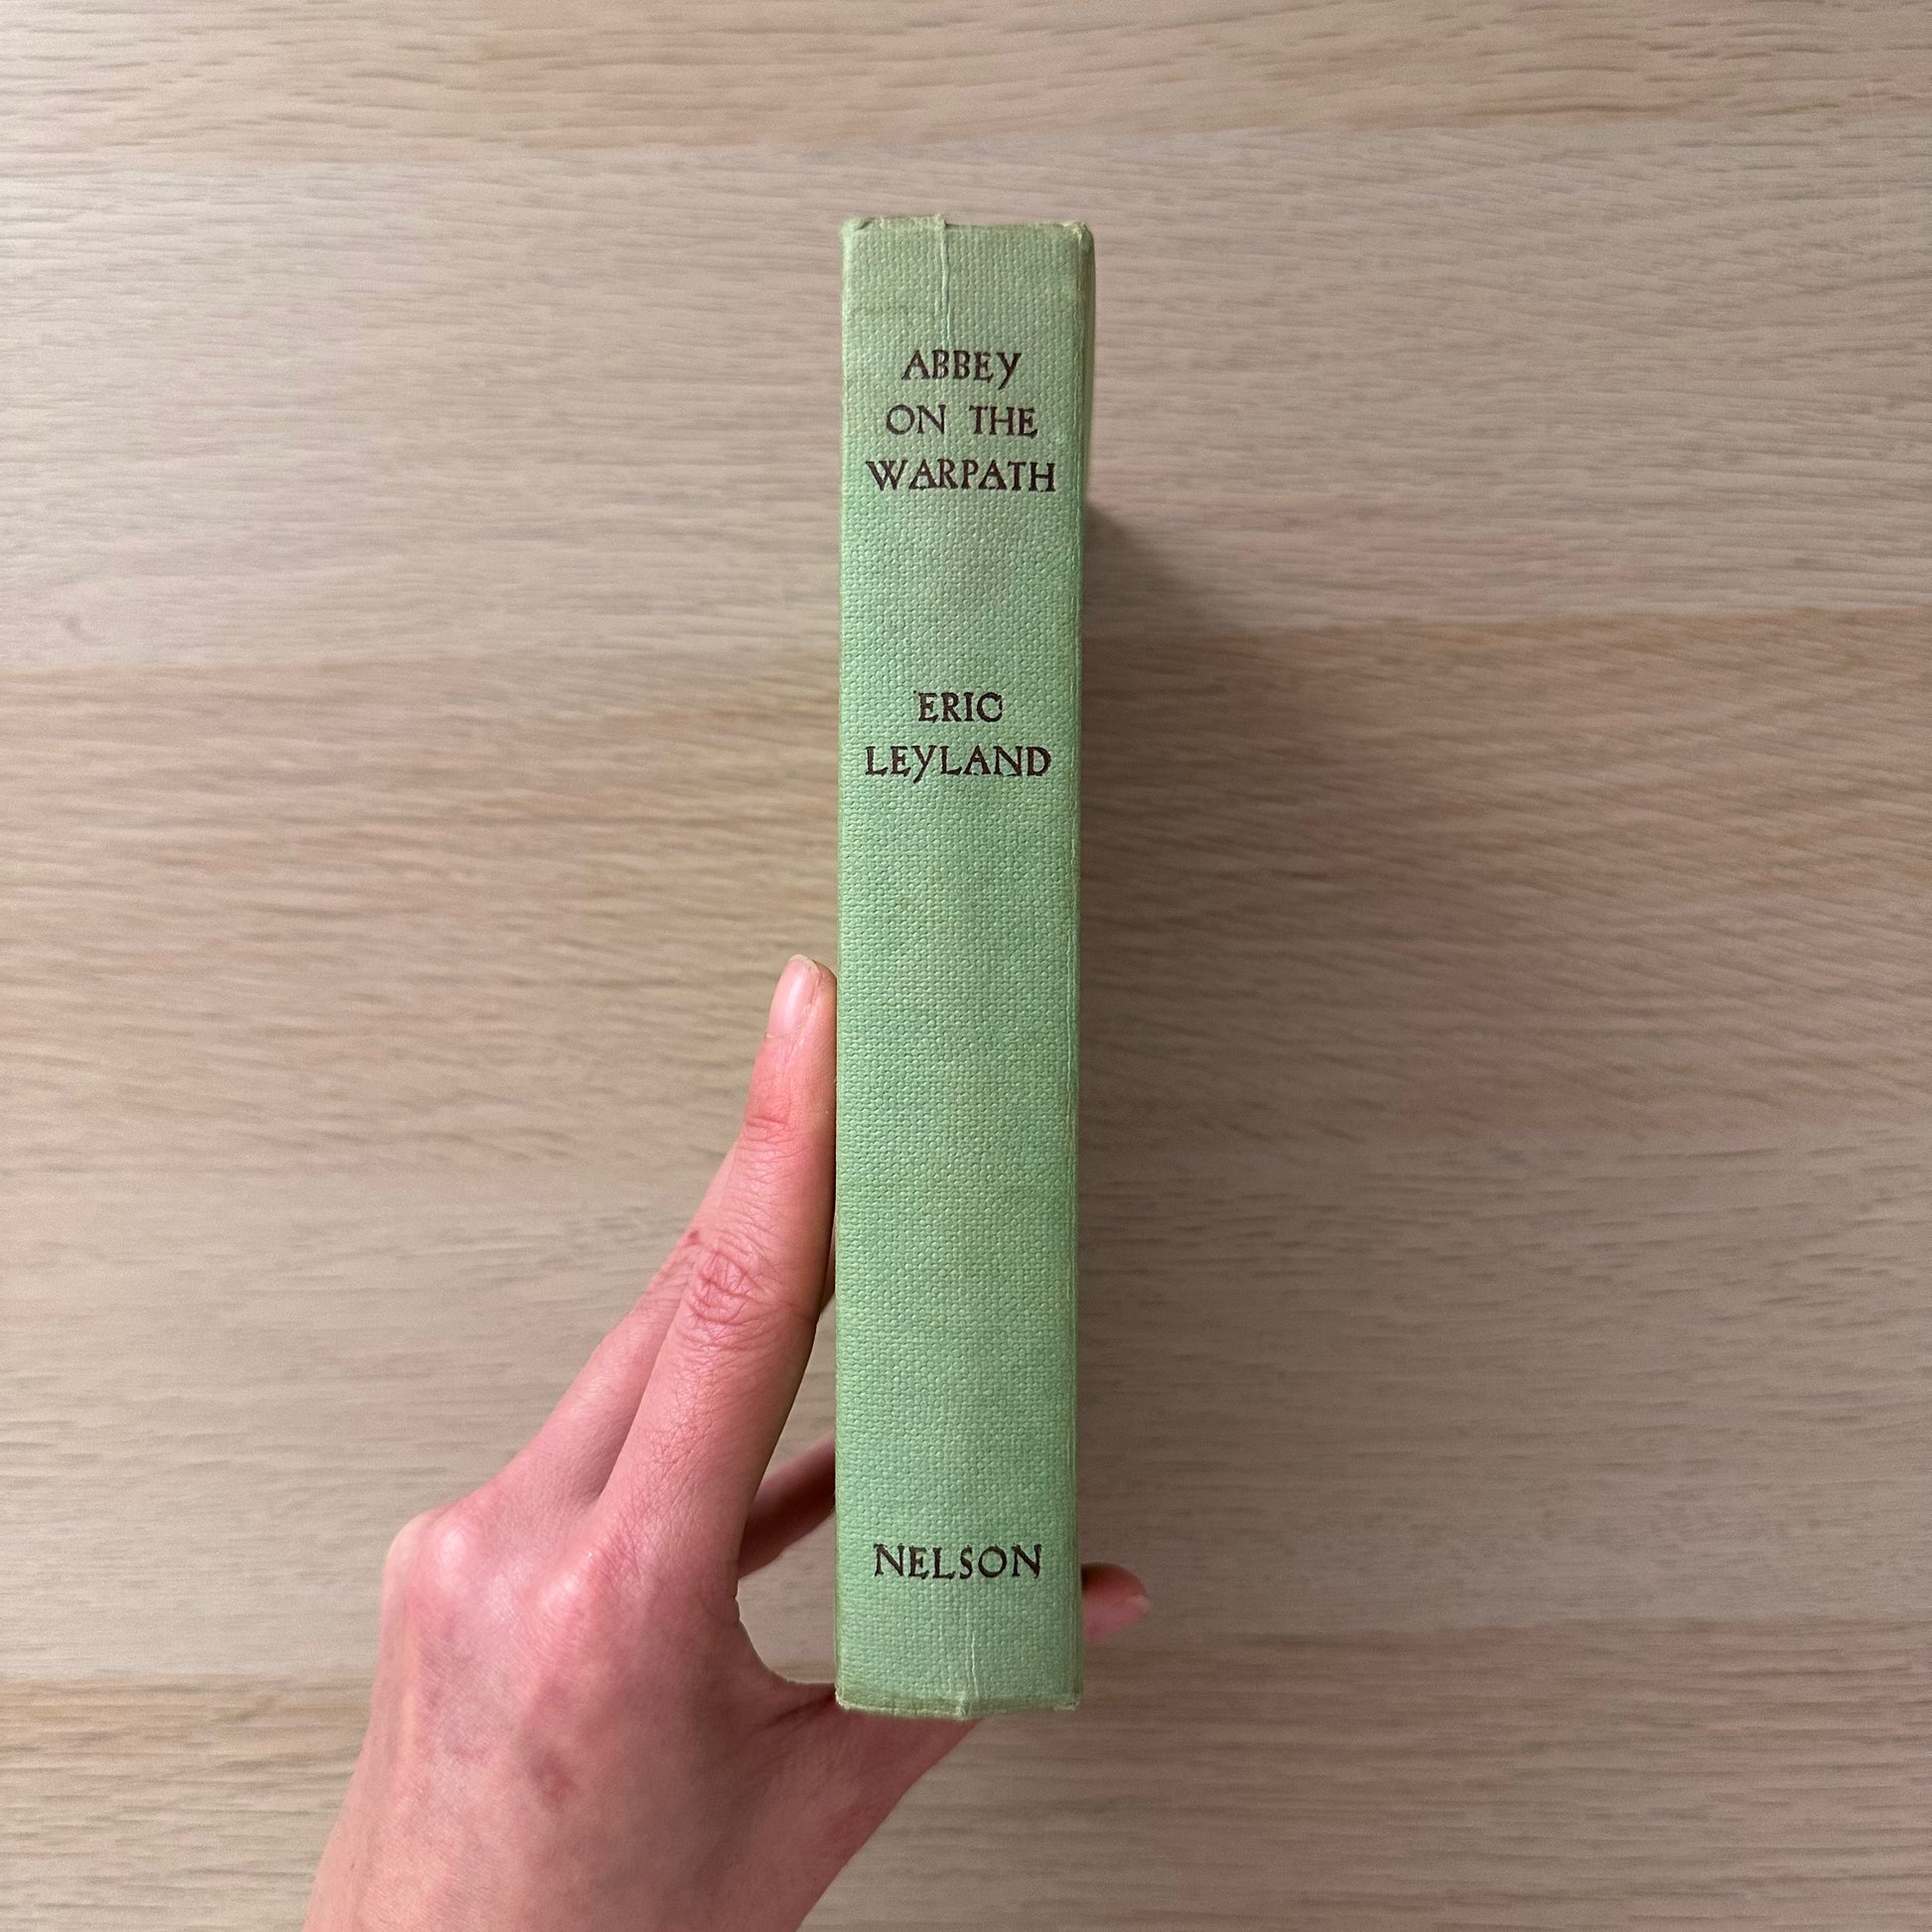 ABBEY
ON THE
WARPATH
ERIC
LEYLAND
NELSON